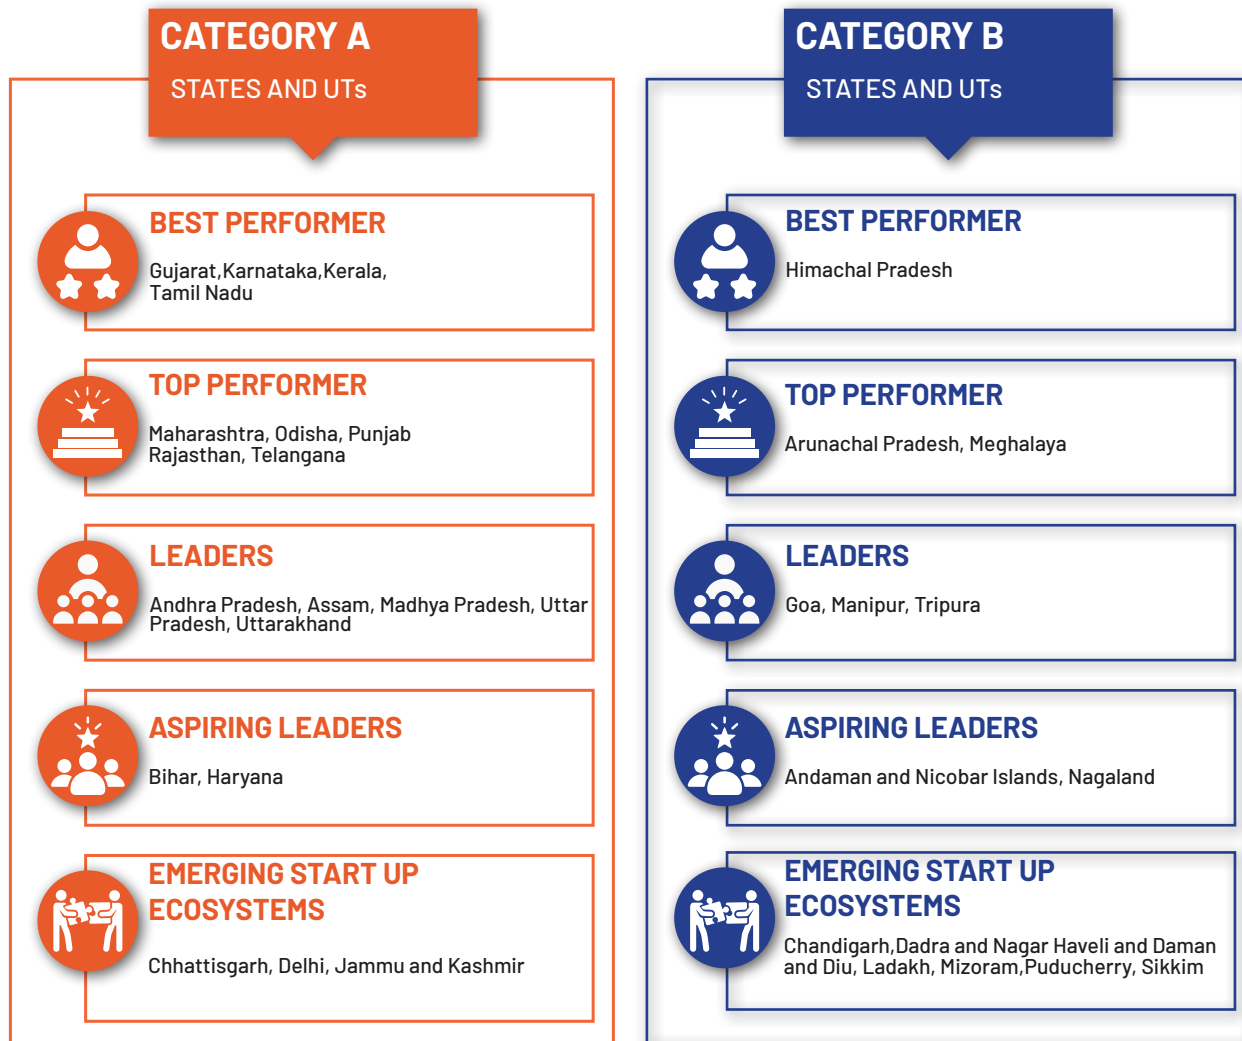 CATEGORY A
STATES AND UTs
BEST PERFORMER
Gujarat,Karnataka,Kerala,
Tamil Nadu
TOP PERFORMER
Maharashtra, Odisha, Punjab
Rajasthan, Telangana
LEADERS
Andhra Pradesh, Assam, Madhya Pradesh, Uttar
Pradesh, Uttarakhand
ASPIRING LEADERS
Bihar, Haryana
EMERGING START UP
ECOSYSTEMS
Chhattisgarh, Delhi, Jammu and Kashmir
CATEGORY B
STATES AND UTs
BEST PERFORMER
Himachal Pradesh
TOP PERFORMER
Arunachal Pradesh, Meghalaya
LEADERS
Goa, Manipur, Tripura
ASPIRING LEADERS
Andaman and Nicobar Islands, Nagaland
EMERGING START UP
ECOSYSTEMS
Chandigarh,Dadra and Nagar Haveli and Daman
and Diu, Ladakh, Mizoram,Puducherry, Sikkim